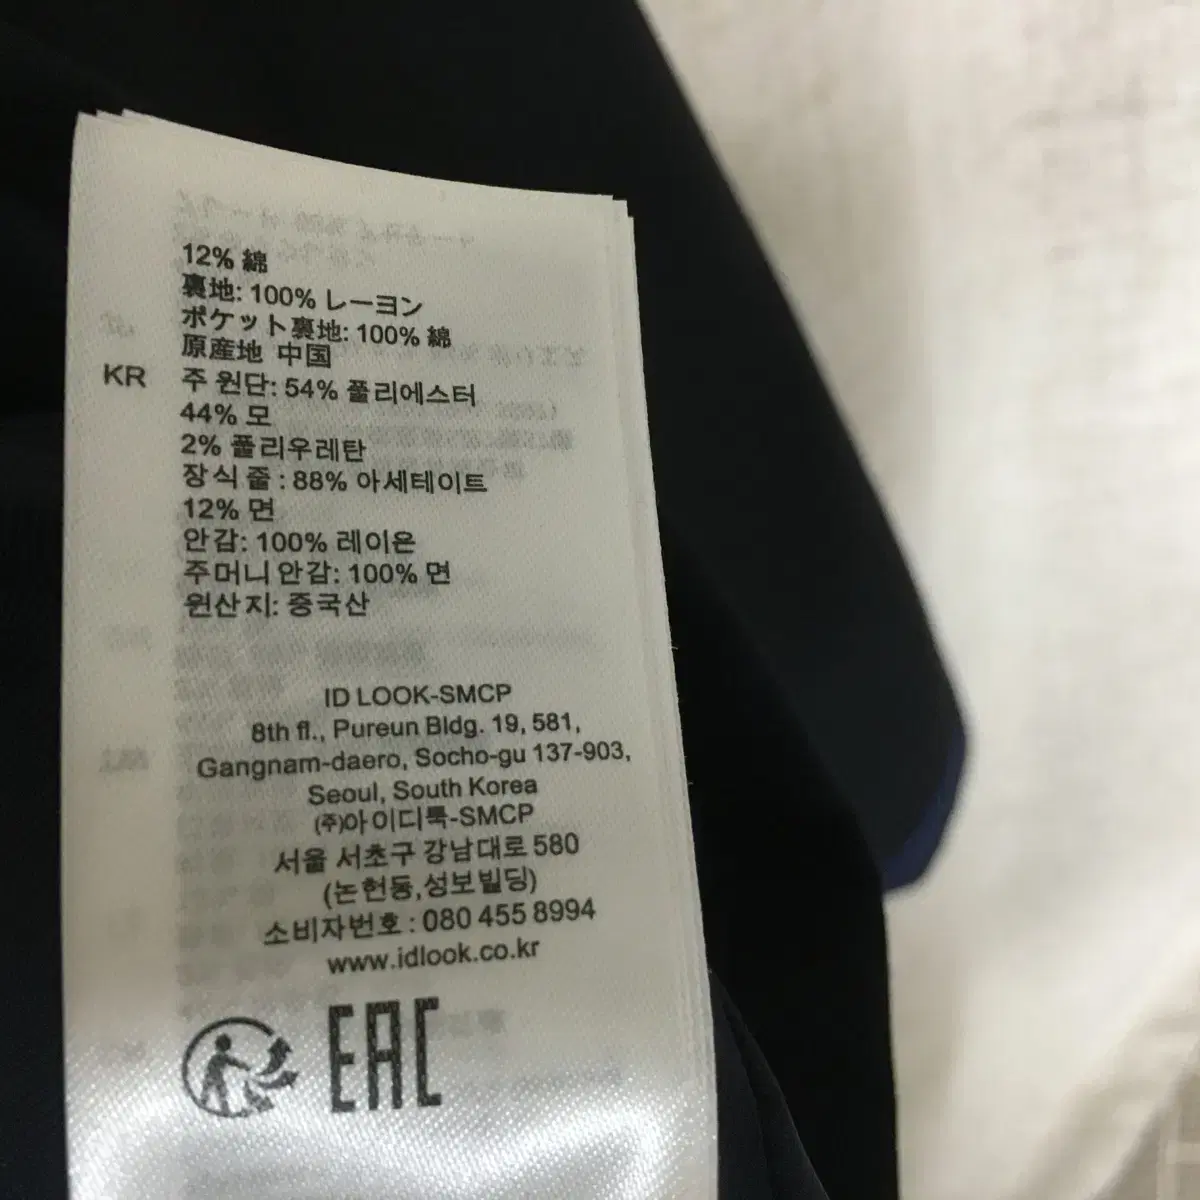 12% 綿
裏地: 100% レーヨン
ポケット裏地: 100% 綿
原産地 中国
KR 주 원단: 54% 폴리에스터
44% 모
2% 폴리우레탄
장식 줄 : 88% 아세테이트
12% 면
안감: 100% 레이온
주머니 안감: 100% 면
원산지: 중국산
ID LOOK-SMCP
8th fl., Pureun Bldg. 19, 581,
Gangnam-daero, Socho-gu 137-903,
Seoul, South Korea
(주)아이디룩-SMCP
서울 서초구 강남대로 580
(논현동,성보빌딩)
소비자번호 : 080 455 8994
www.idlook.co.kr
EAC